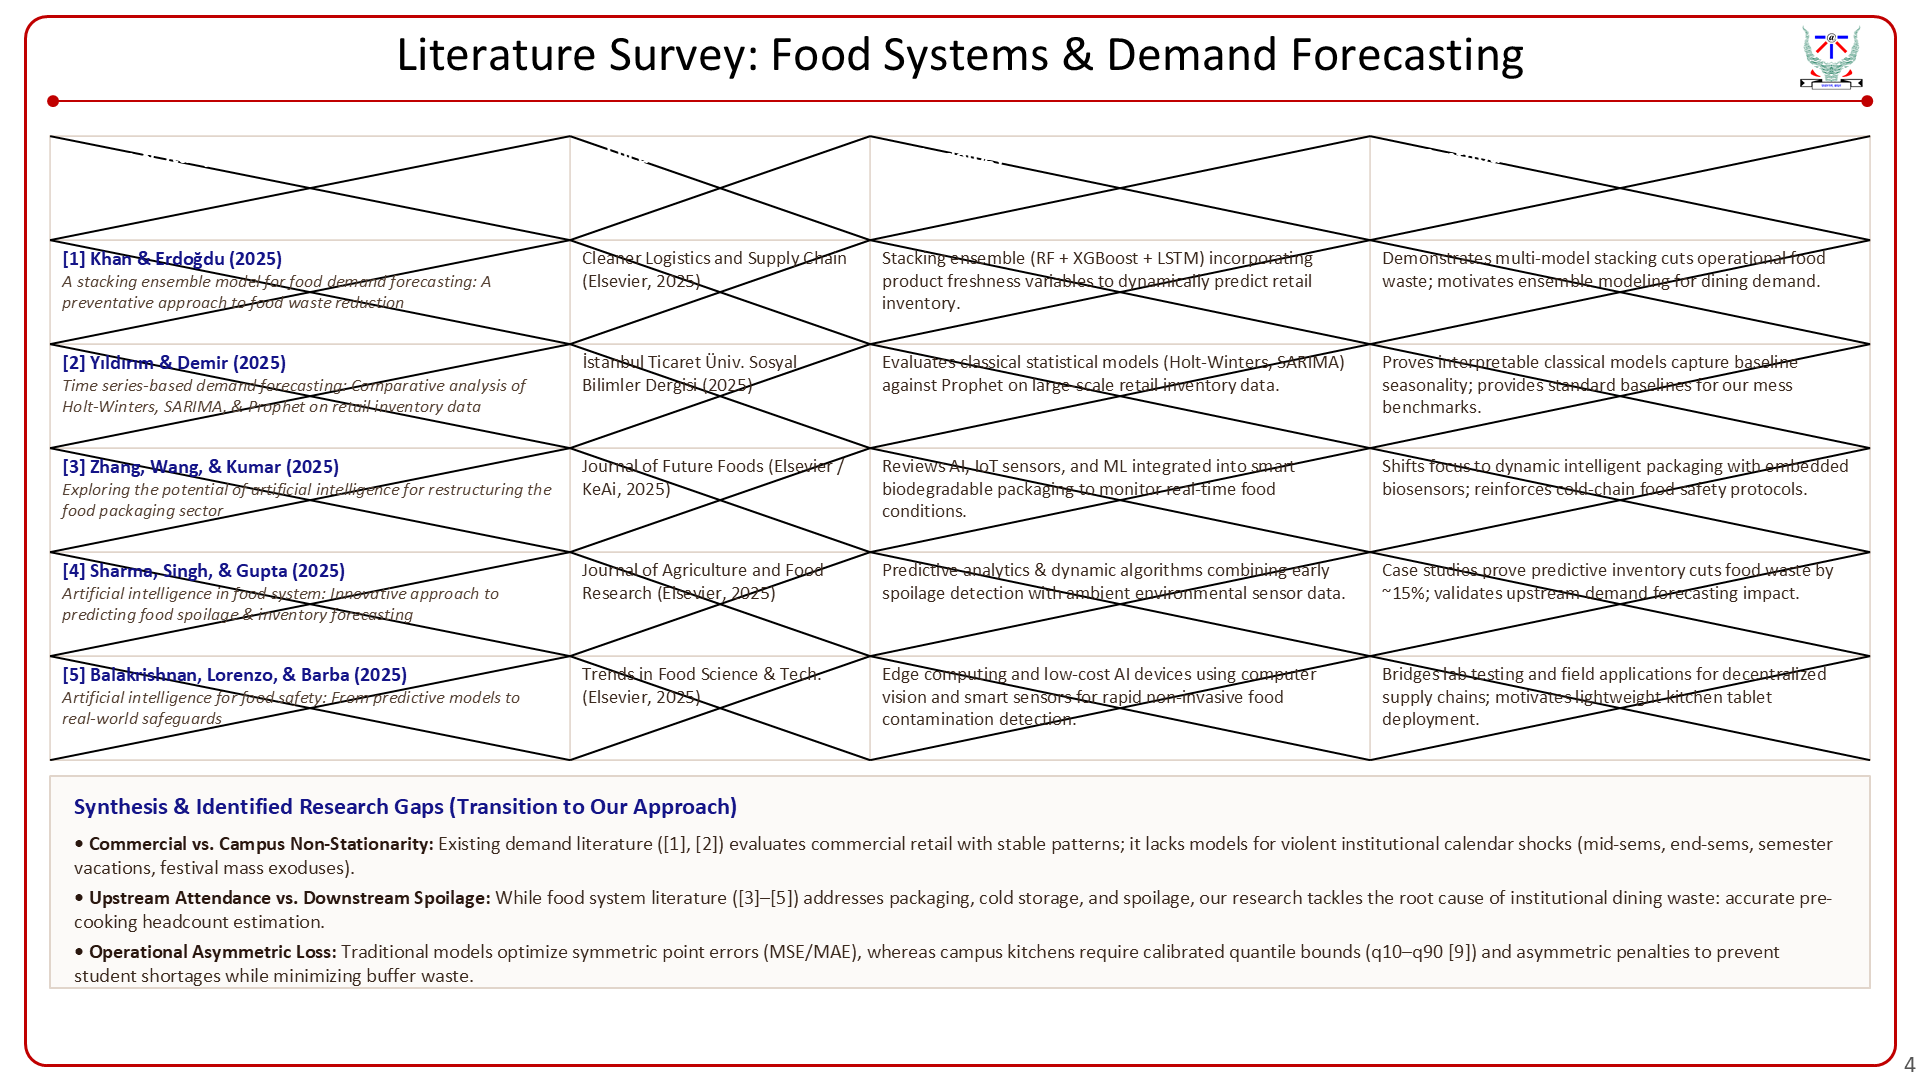 Literature Survey: Food Systems & Demand Forecasting
[1] Khan & Erdoğdu (2025)
A stacking ensemble model for food demand forecasting: A
preventative approach to food waste reduction
Cleaner Logistics and Supply Chain
(Elsevier, 2025)
Stacking ensemble (RF + XGBoost + LSTM) incorporating
product freshness variables to dynamically predict retail
inventory.
Demonstrates multi-model stacking cuts operational food
waste; motivates ensemble modeling for dining demand.
[2] Yıldırım & Demir (2025)
Time series-based demand forecasting: Comparative analysis of
Holt-Winters, SARIMA, & Prophet on retail inventory data
İstanbul Ticaret Üniv. Sosyal
Bilimler Dergisi (2025)
Evaluates classical statistical models (Holt-Winters, SARIMA)
against Prophet on large-scale retail inventory data.
Proves interpretable classical models capture baseline
seasonality; provides standard baselines for our mess
benchmarks.
[3] Zhang, Wang, & Kumar (2025)
Exploring the potential of artificial intelligence for restructuring the
food packaging sector
Journal of Future Foods (Elsevier /
KeAi, 2025)
Reviews AI, IoT sensors, and ML integrated into smart
biodegradable packaging to monitor real-time food
conditions.
Shifts focus to dynamic intelligent packaging with embedded
biosensors; reinforces cold-chain food safety protocols.
[4] Sharma, Singh, & Gupta (2025)
Artificial intelligence in food system: Innovative approach to
predicting food spoilage & inventory forecasting
Journal of Agriculture and Food
Research (Elsevier, 2025)
Predictive analytics & dynamic algorithms combining early
spoilage detection with ambient environmental sensor data.
Case studies prove predictive inventory cuts food waste by
~15%; validates upstream demand forecasting impact.
[5] Balakrishnan, Lorenzo, & Barba (2025)
Artificial intelligence for food safety: From predictive models to
real-world safeguards
Trends in Food Science & Tech.
(Elsevier, 2025)
Edge computing and low-cost AI devices using computer
vision and smart sensors for rapid non-invasive food
contamination detection.
Bridges lab testing and field applications for decentralized
supply chains; motivates lightweight kitchen tablet
deployment.
Synthesis & Identified Research Gaps (Transition to Our Approach)
• Commercial vs. Campus Non-Stationarity: Existing demand literature ([1], [2]) evaluates commercial retail with stable patterns; it lacks models for violent institutional calendar shocks (mid-sems, end-sems, semester
vacations, festival mass exoduses).
• Upstream Attendance vs. Downstream Spoilage: While food system literature ([3]–[5]) addresses packaging, cold storage, and spoilage, our research tackles the root cause of institutional dining waste: accurate pre-
cooking headcount estimation.
• Operational Asymmetric Loss: Traditional models optimize symmetric point errors (MSE/MAE), whereas campus kitchens require calibrated quantile bounds (q10–q90 [9]) and asymmetric penalties to prevent
student shortages while minimizing buffer waste.
4